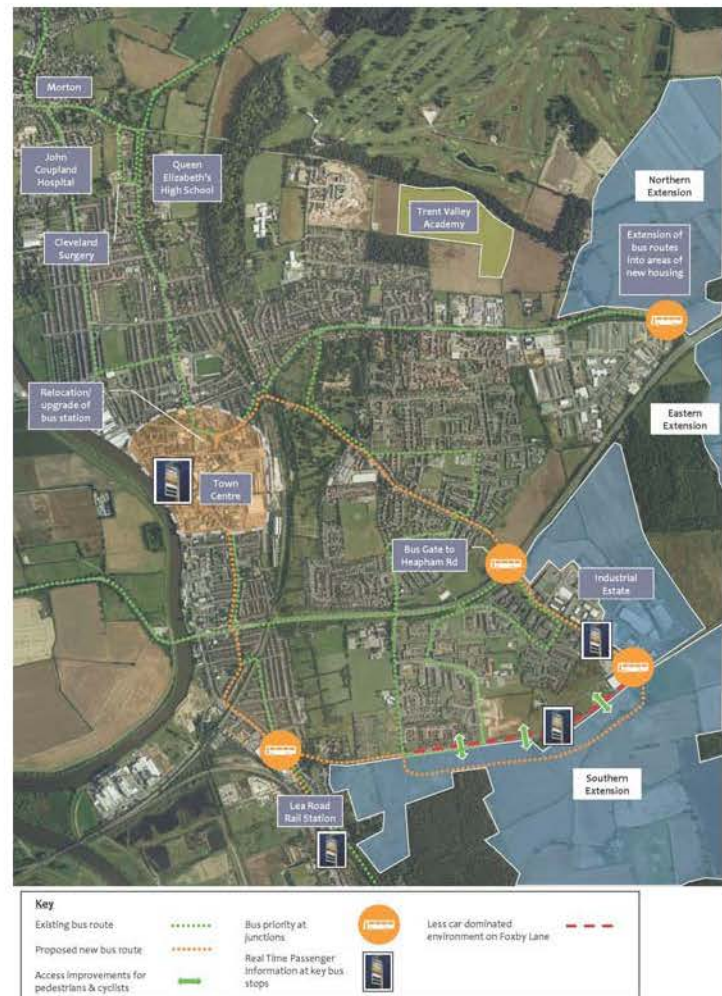 Morton
John
Coupland
Hospital
Queen
Elizabeth's
High School
Cleveland
Surgery
Trent Valley
Academy
Northern
Extension
Extension of
bus routes
into areas of
new housing
Relocation/
upgrade of
bus station
Eastern
Extension
Town
Centre
Bus Gate to
Heapham Rd
Industrial
Estate
Southern
Extension
Lea Road
Rail Station
Key
Existing bus route
Proposed new bus route
Access improvements for
pedestrians & cyclists
Bus priority at
junctions
Real Time Passenger
Information at key bus
stops
Less car dominated
environment on Foxby Lane